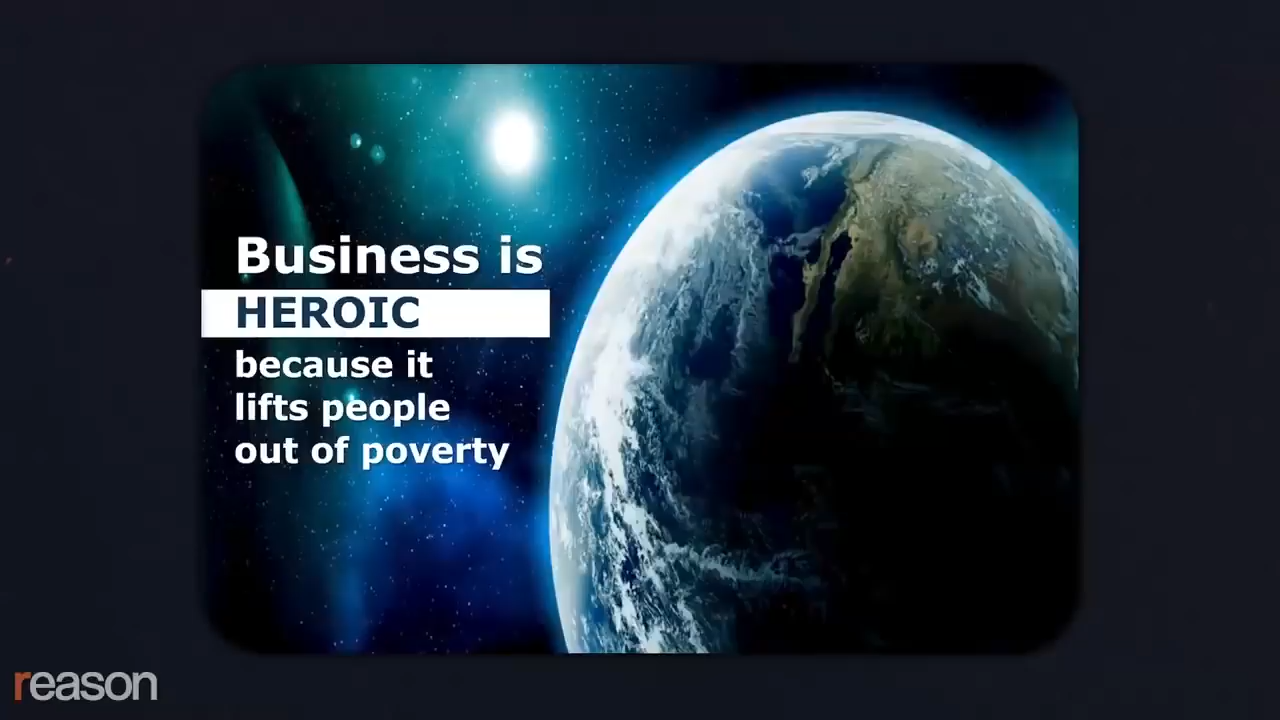 Business is
HEROIC
because it
lifts people
out of poverty
reason